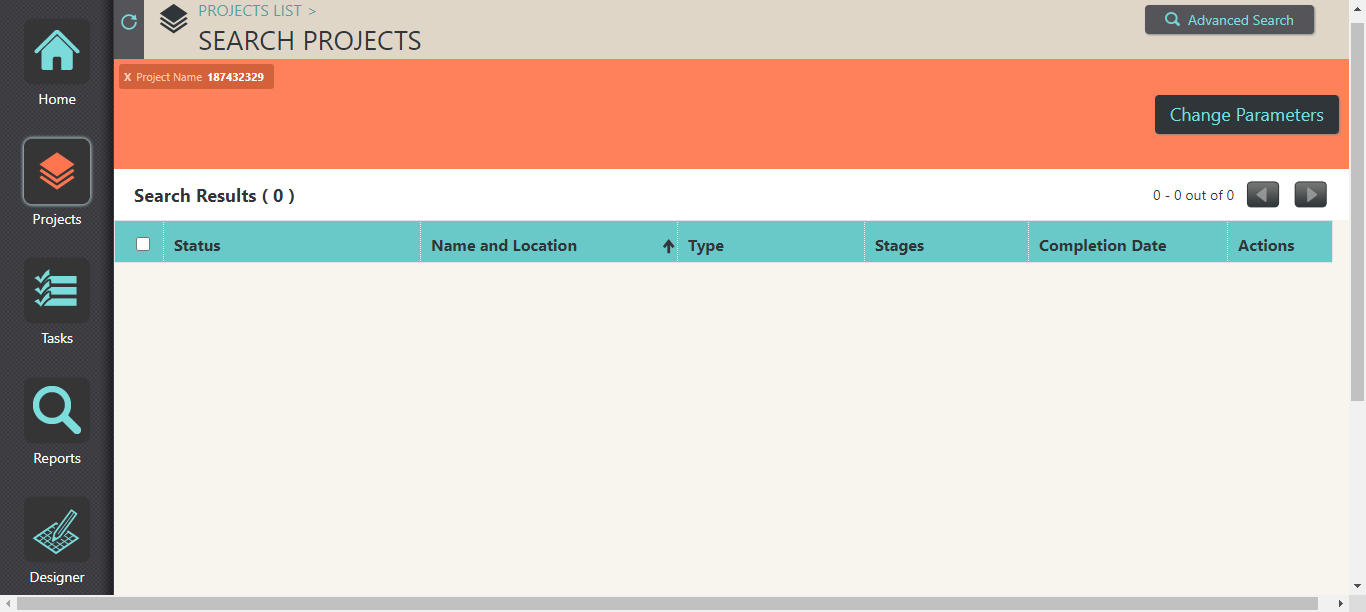 Home
Projects
Tasks
Reports
Designer
PROJECTS LIST >
SEARCH PROJECTS
Advanced Search
X Project Name 187432329
Change Parameters
Search Results ( 0 )
0 - 0 out of 0
Status Name and Location Type Stages Completion Date Actions